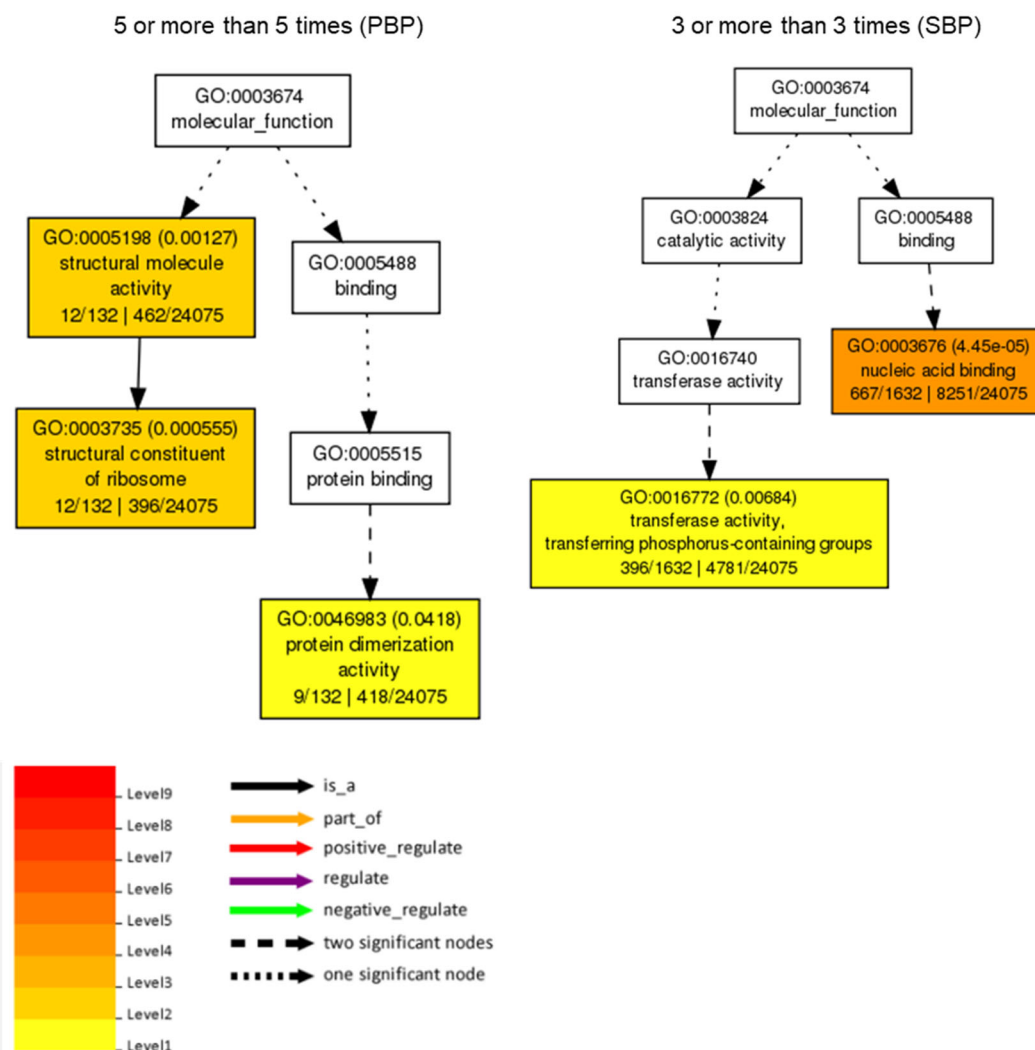 5 or more than 5 times (PBP)
GO:0003674
molecular_function
GO:0005198 (0.00127)
structural molecule
activity
12/132 | 462/24075
GO:0005488
binding
GO:0003735 (0.000555)
structural constituent
of ribosome
12/132 | 396/24075
GO:0005515
protein binding
GO:0046983 (0.0418)
protein dimerization
activity
9/132 | 418/24075
3 or more than 3 times (SBP)
GO:0003674
molecular_function
GO:0003824
catalytic activity
GO:0005488
binding
GO:0016740
transferase activity
GO:0003676 (4.45e-05)
nucleic acid binding
667/1632 | 8251/24075
GO:0016772 (0.00684)
transferase activity,
transferring phosphorus-containing groups
396/1632 | 4781/24075
Level9
Level8
Level7
Level6
Level5
Level4
Level3
Level2
Level1
is_a
part_of
positive_regulate
regulate
negative_regulate
two significant nodes
one significant node